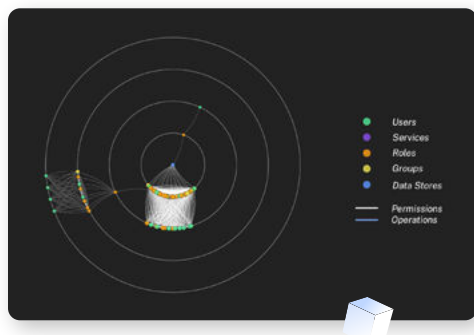 Users
Services
Roles
Groups
Data Stores
Permissions
Operations